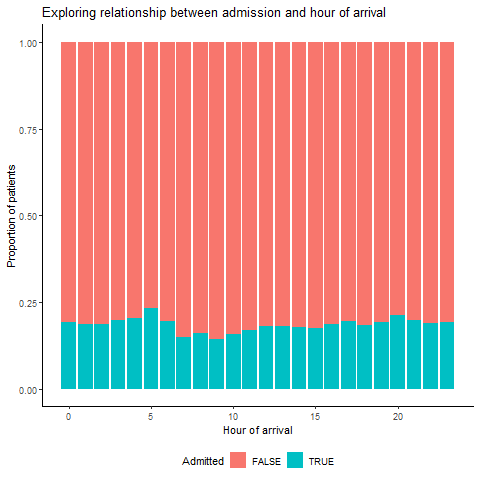 Exploring relationship between admission and hour of arrival
1.00
0.75
0.50
0.25
0.00
Proportion of patients
0 5 10 15 20
Hour of arrival
Admitted FALSE TRUE